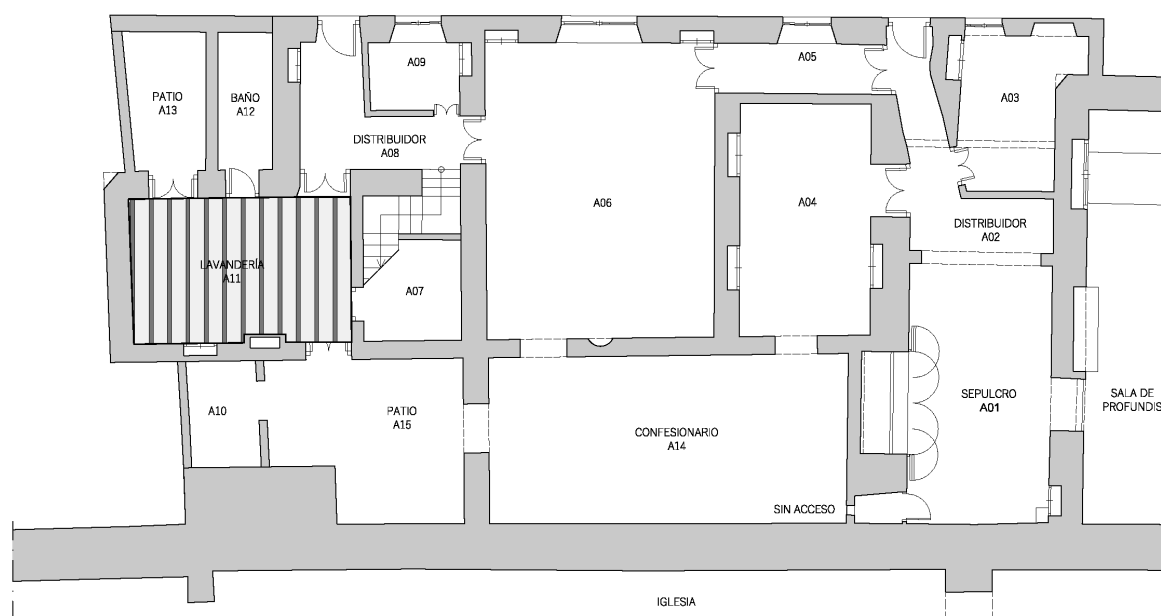 A09
A05
PATIO
A13
BAÑO
A12
A03
DISTRIBUIDOR
A08
A06
A04
DISTRIBUIDOR
A02
LAVANDERÍA
A11
A07
A10
PATIO
A15
SEPULCRO
A01
SALA DE
PROFUNDIS
CONFESIONARIO
A14
SIN ACCESO
IGLESIA